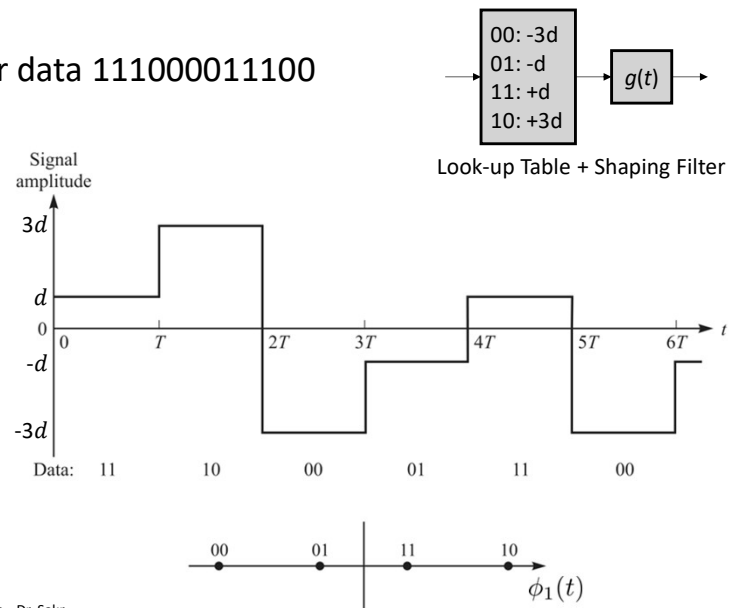 r data 111000011100
00: -3d
01: -d
11: +d
10: +3d
g(t)
Look-up Table + Shaping Filter
Signal
amplitude
3d
d
0
-d
-3d
0 T 2T 3T 4T 5T 6T t
Data: 11 10 00 01 11 00
00 01 11 10
ϕ₁(t)